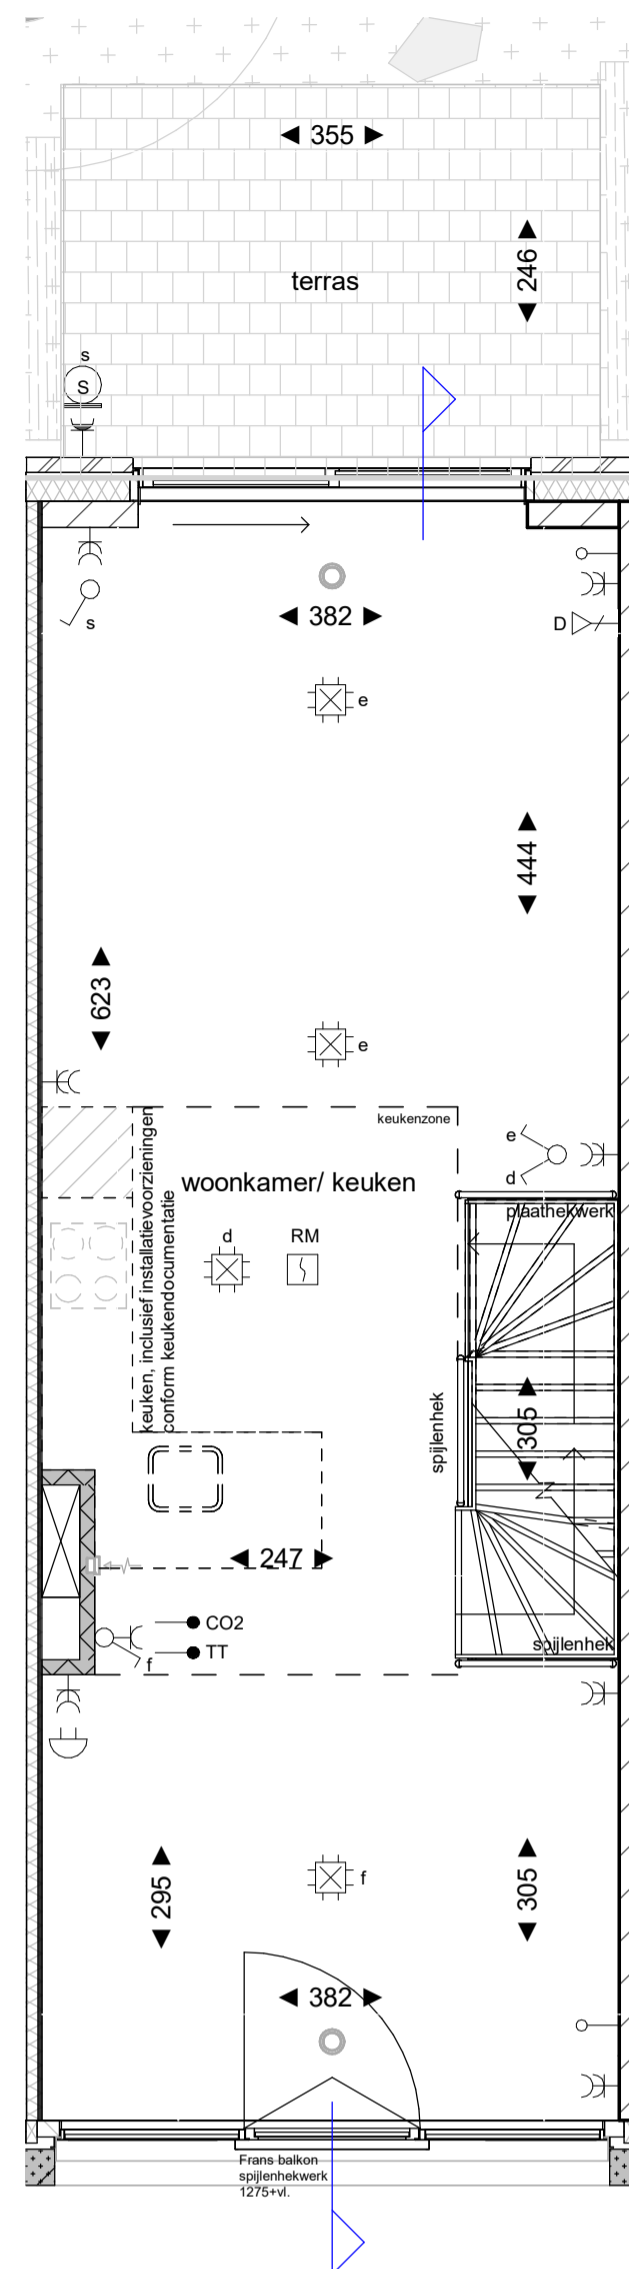 355
246
terras
s
S
s
382
D
e
444
623
e
keukenzone
e
d
woonkamer/ keuken
plaathekwerk
d
RM
keuken, inclusief installatievoorzieningen
conform keukendocumentatie
spijlenhek
305
247
CO2
TT
f
spijlenhek
f
295
305
382
Frans balkon
spijlenhekwerk
1275+vl.